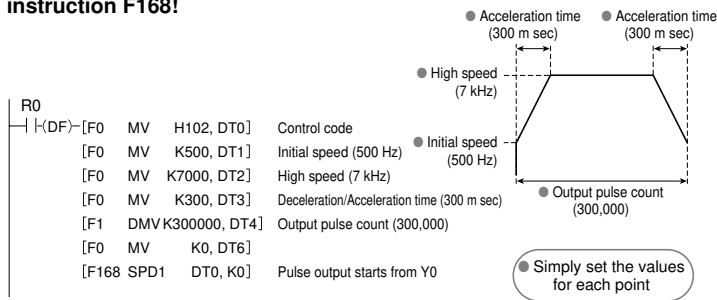 instruction F168!
● Acceleration time ● Acceleration time
(300 m sec) (300 m sec)
● High speed
(7 kHz)
● Initial speed
(500 Hz)
● Output pulse count
(300,000)
● Simply set the values
for each point
R0
(DF) [F0 MV H102, DT0] Control code
[F0 MV K500, DT1] Initial speed (500 Hz)
[F0 MV K7000, DT2] High speed (7 kHz)
[F0 MV K300, DT3] Deceleration/Acceleration time (300 m sec)
[F1 DMV K300000, DT4] Output pulse count (300,000)
[F0 MV K0, DT6]
[F168 SPD1 DT0, K0] Pulse output starts from Y0